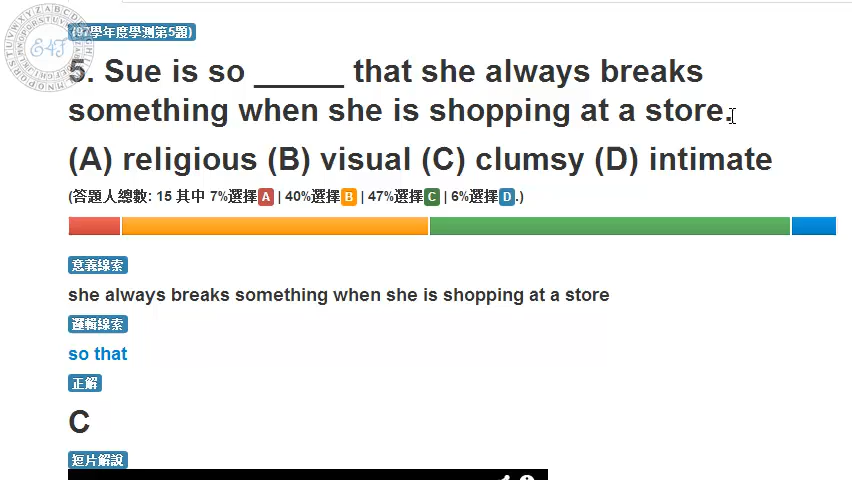 E4F
(97學年度學測第5題)
5. Sue is so _____ that she always breaks
something when she is shopping at a store.
(A) religious (B) visual (C) clumsy (D) intimate
(答題人總數: 15 其中 7%選擇A | 40%選擇B | 47%選擇C | 6%選擇D.)
意義線索
she always breaks something when she is shopping at a store
邏輯線索
so that
正解
C
短片解說